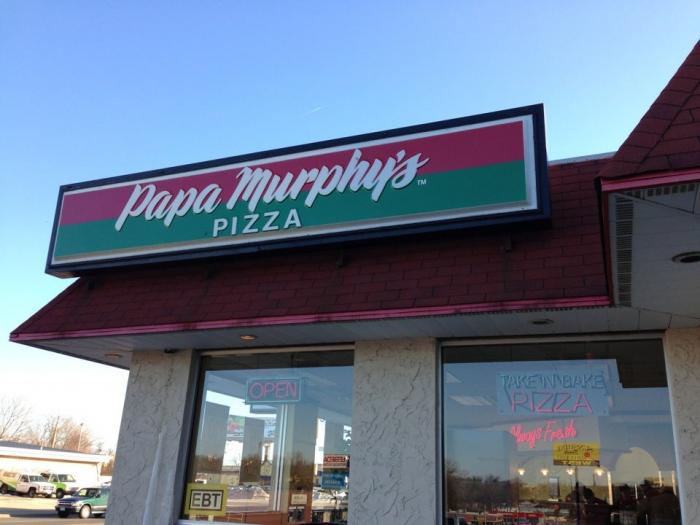 Papa Murphy's TM
PIZZA
OPEN
TAKE 'N' BAKE
PIZZA
Always Fresh
EBT